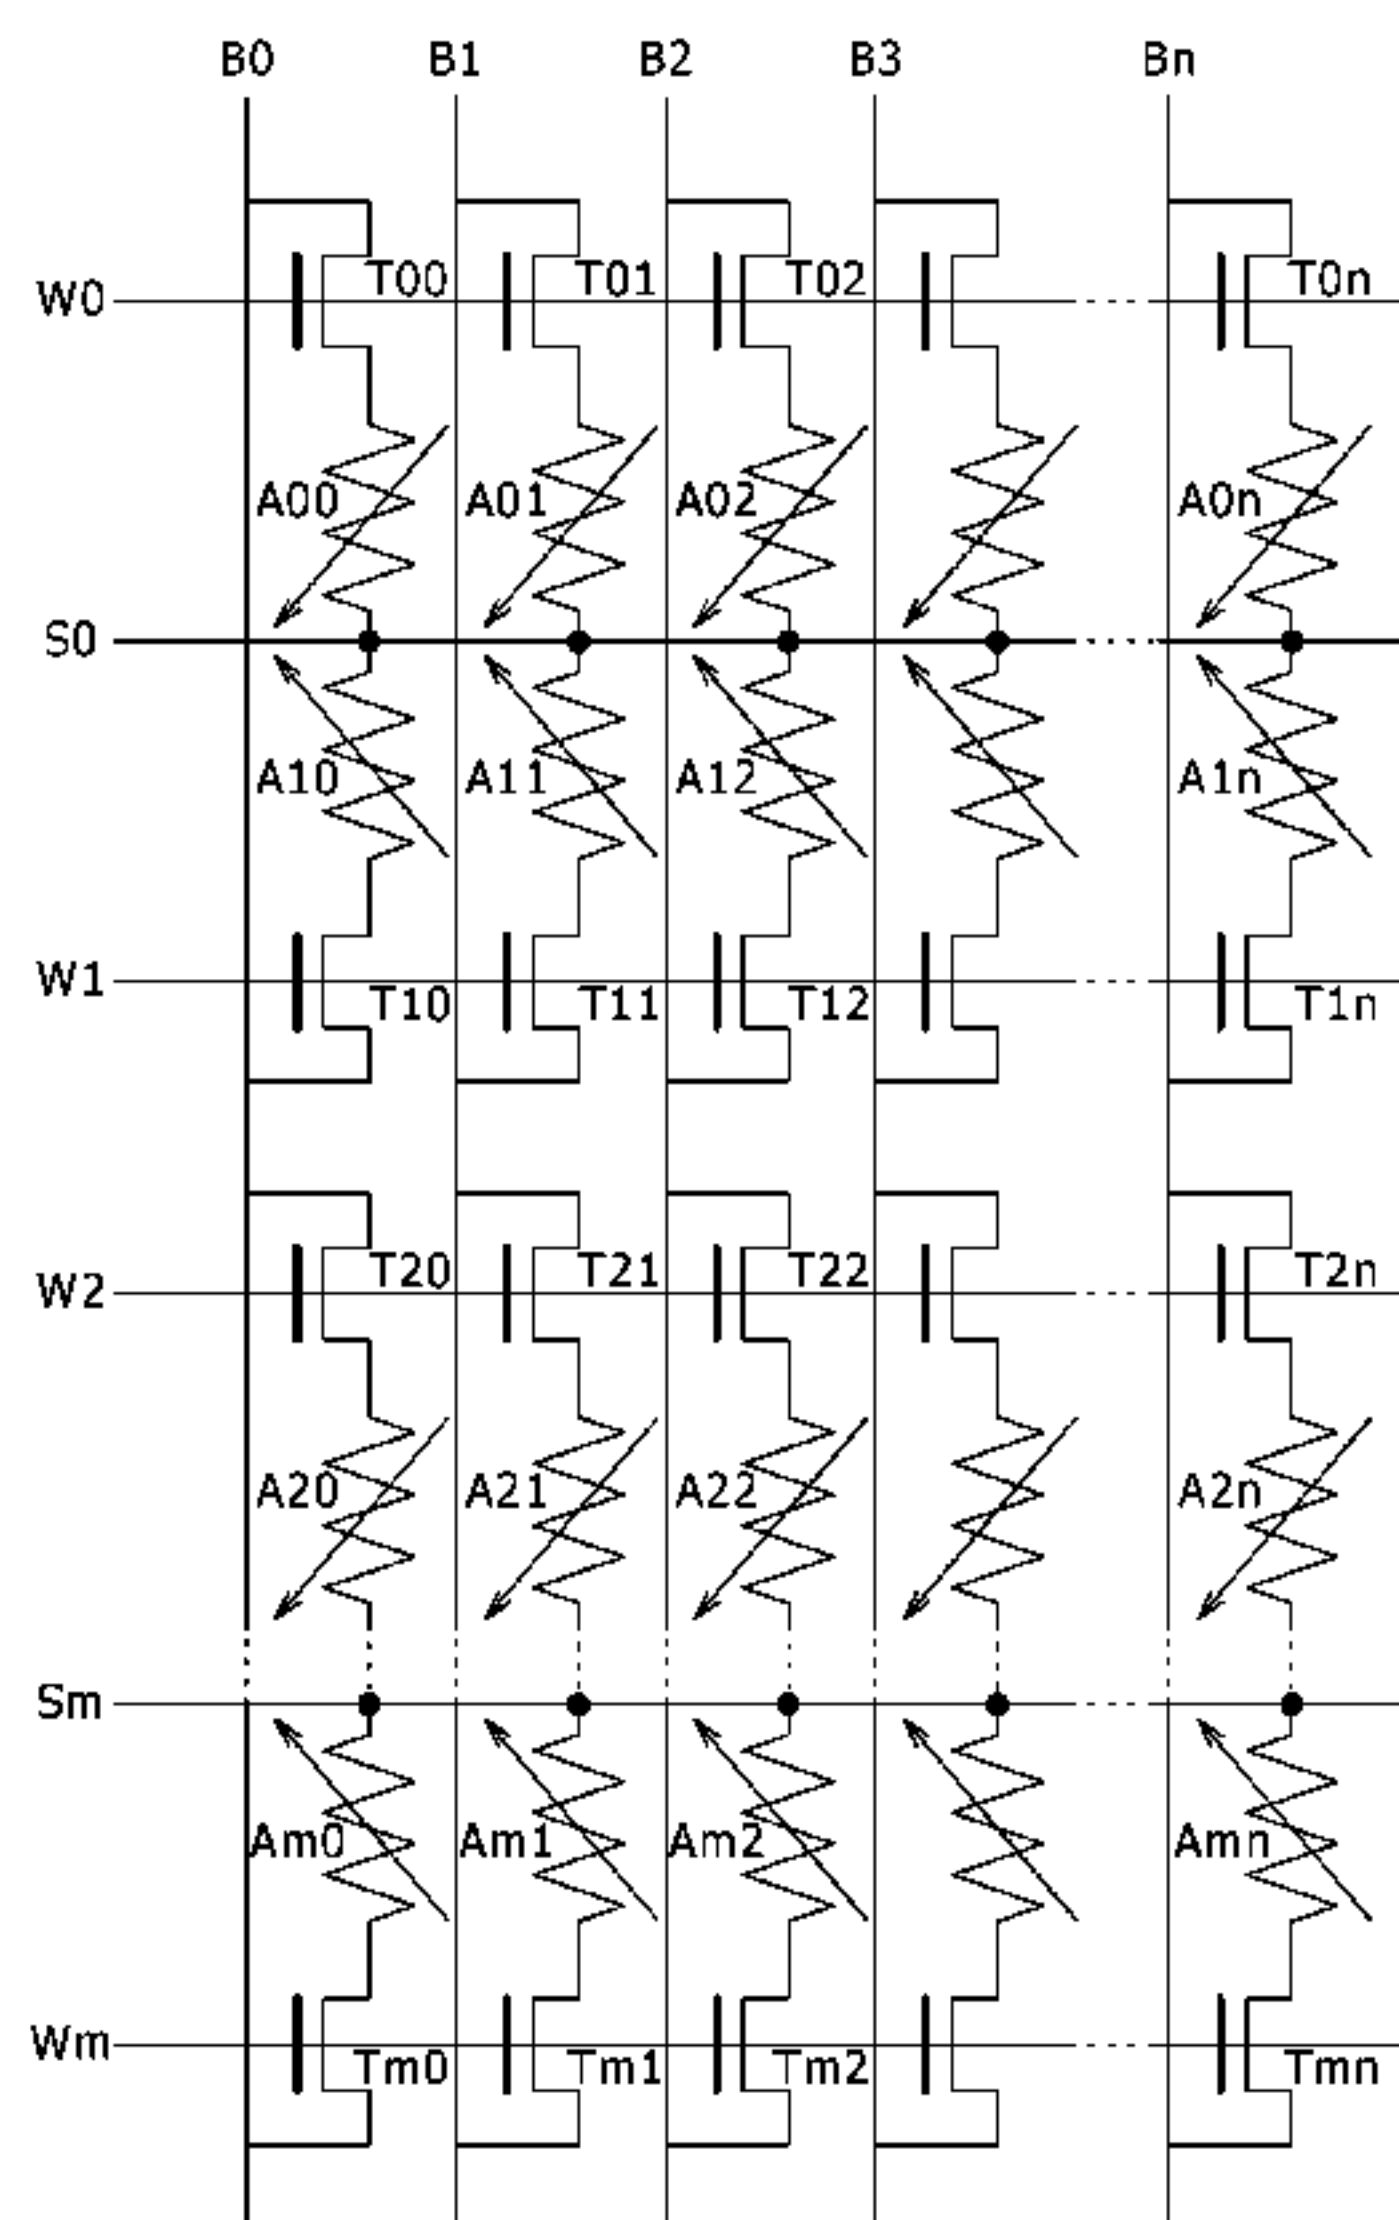 B0 B1 B2 B3 Bn
T00 T01 T02 T0n
W0
A00 A01 A02 A0n
S0
A10 A11 A12 A1n
W1
T10 T11 T12 T1n
T20 T21 T22 T2n
W2
A20 A21 A22 A2n
Sm
Am0 Am1 Am2 Amn
Wm
Tm0 Tm1 Tm2 Tmn